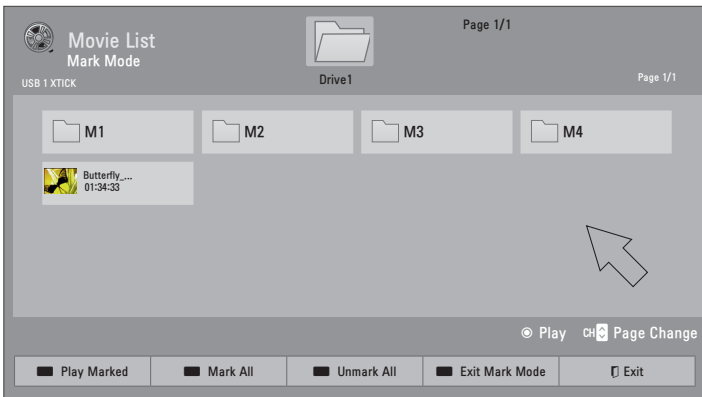 Movie List
Page 1/1
Mark Mode
USB 1 XTICK
Drive1
Page 1/1
M1
M2
M3
M4
Butterfly_...
01:34:33
Play
CH Page Change
Play Marked
Mark All
Unmark All
Exit Mark Mode
Exit